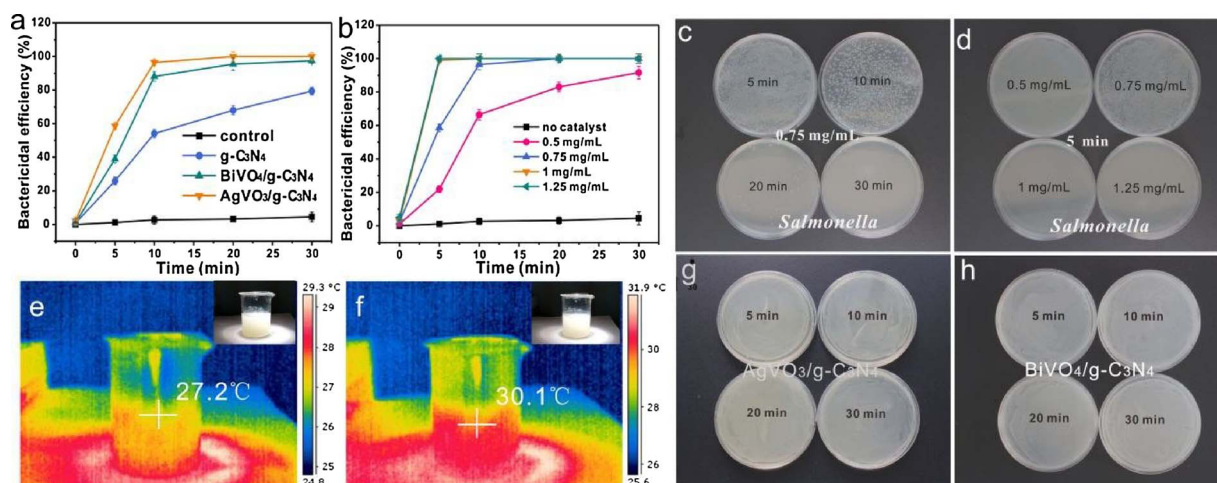 a
120
100
80
60
40
20
0
Bactericidal efficiency (%)
control
g-C3N4
BiVO4/g-C3N4
AgVO3/g-C3N4
0 5 10 15 20 25 30
Time (min)
b
120
100
80
60
40
20
0
Bactericidal efficiency (%)
no catalyst
0.5 mg/mL
0.75 mg/mL
1 mg/mL
1.25 mg/mL
0 5 10 15 20 25 30
Time (min)
c
5 min
10 min
0.75 mg/mL
20 min
30 min
Salmonella
d
0.5 mg/mL
0.75 mg/mL
5 min
1 mg/mL
1.25 mg/mL
Salmonella
e
27.2℃
29.3 °C
29
28
27
26
25
24.8
f
30.1℃
31.9 °C
30
28
26
25.6
g
5 min
10 min
AgVO3/g-C3N4
20 min
30 min
h
5 min
10 min
BiVO4/g-C3N4
20 min
30 min